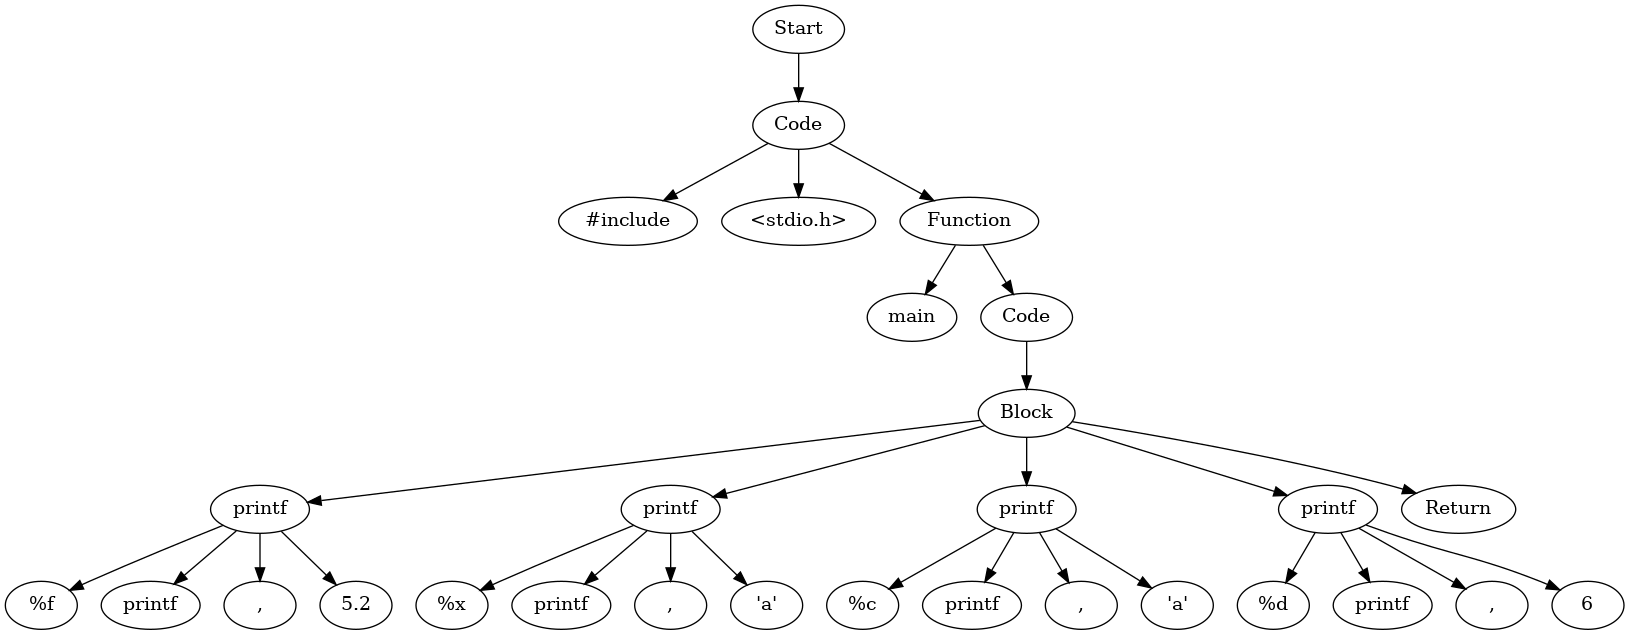 Start
Code
#include
<stdio.h>
Function
main
Code
Block
printf
printf
printf
printf
Return
%f
printf
,
5.2
%x
printf
,
'a'
%c
printf
,
'a'
%d
printf
,
6